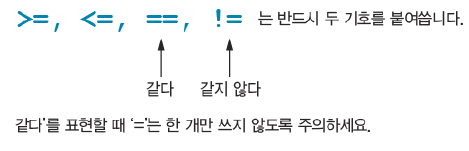 >=, <=, ==, != 는 반드시 두 기호를 붙여씁니다.
같다 같지 않다
같다'를 표현할 때 '='는 한 개만 쓰지 않도록 주의하세요.